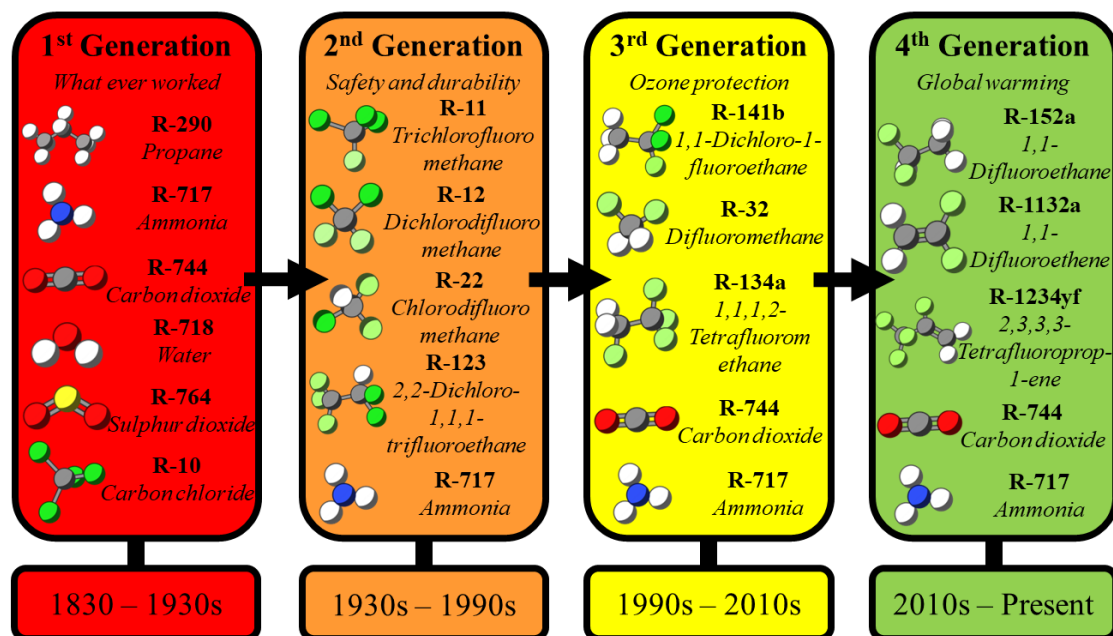 1st Generation
What ever worked
R-290
Propane
R-717
Ammonia
R-744
Carbon dioxide
R-718
Water
R-764
Sulphur dioxide
R-10
Carbon chloride
1830 – 1930s
2nd Generation
Safety and durability
R-11
Trichlorofluoro
methane
R-12
Dichlorodifluoro
methane
R-22
Chlorodifluoro
methane
R-123
2,2-Dichloro-
1,1,1-
trifluoroethane
R-717
Ammonia
1930s – 1990s
3rd Generation
Ozone protection
R-141b
1,1-Dichloro-1-
fluoroethane
R-32
Difluoromethane
R-134a
1,1,1,2-
Tetrafluorom
ethane
R-744
Carbon dioxide
R-717
Ammonia
1990s – 2010s
4th Generation
Global warming
R-152a
1,1-
Difluoroethane
R-1132a
1,1-
Difluoroethene
R-1234yf
2,3,3,3-
Tetrafluoroprop-
1-ene
R-744
Carbon dioxide
R-717
Ammonia
2010s – Present